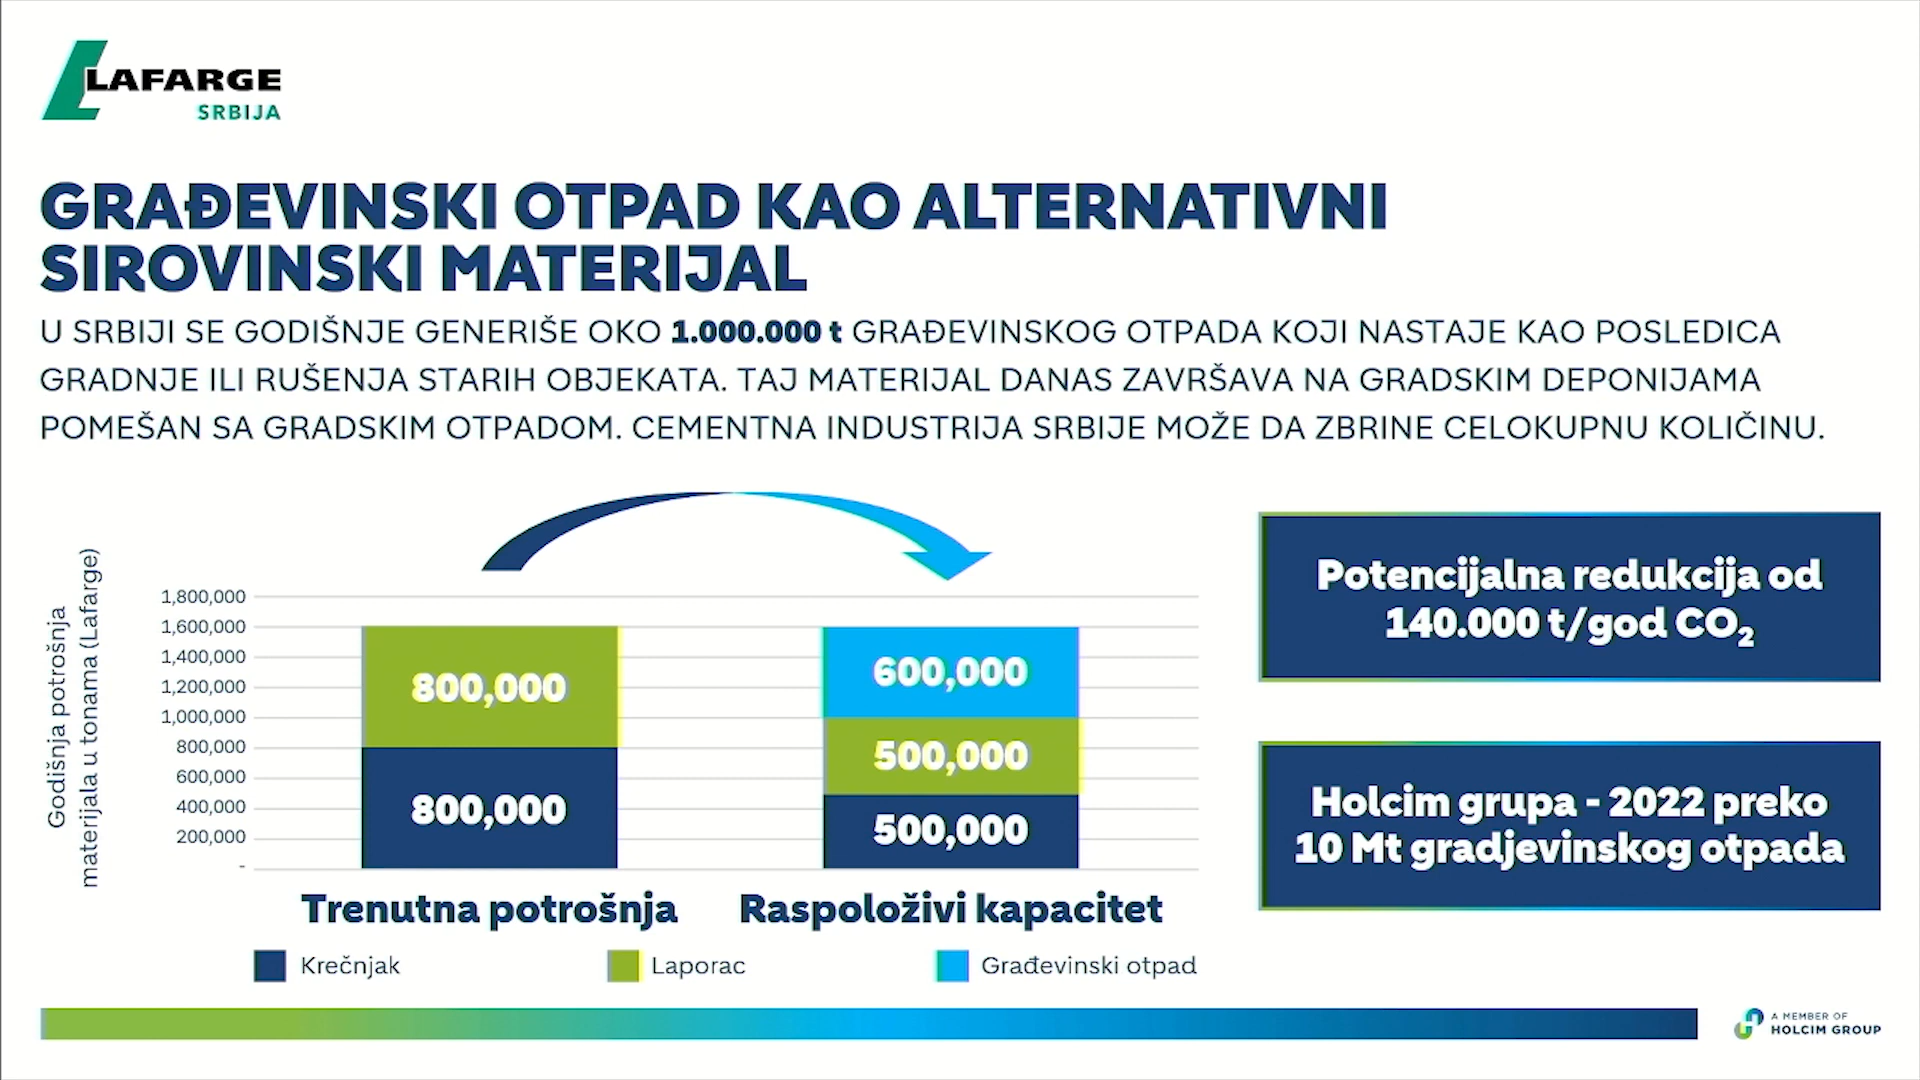 LAFARGE
SRBIJA
GRAĐEVINSKI OTPAD KAO ALTERNATIVNI
SIROVINSKI MATERIJAL
U SRBIJI SE GODIŠNJE GENERIŠE OKO 1.000.000 t GRAĐEVINSKOG OTPADA KOJI NASTAJE KAO POSLEDICA
GRADNJE ILI RUŠENJA STARIH OBJEKATA. TAJ MATERIJAL DANAS ZAVRŠAVA NA GRADSKIM DEPONIJAMA
POMEŠAN SA GRADSKIM OTPADOM. CEMENTNA INDUSTRIJA SRBIJE MOŽE DA ZBRINE CELOKUPNU KOLIČINU.
Godišnja potrošnja
materijala u tonama (Lafarge)
1,800,000
1,600,000
1,400,000
1,200,000
1,000,000
800,000
600,000
400,000
200,000
-
800,000
800,000
600,000
500,000
500,000
Trenutna potrošnja
Raspoloživi kapacitet
Krečnjak
Laporac
Građevinski otpad
Potencijalna redukcija od
140.000 t/god CO₂
Holcim grupa - 2022 preko
10 Mt gradjevinskog otpada
A MEMBER OF
HOLCIM GROUP